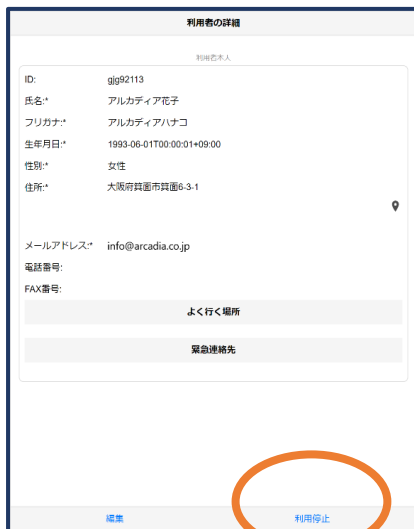 利用者の詳細
利用者本人
ID: gjg92113
氏名:* アルカディア花子
フリガナ:* アルカディアハナコ
生年月日:* 1993-06-01T00:00:01+09:00
性別:* 女性
住所:* 大阪府箕面市箕面6-3-1
メールアドレス:* info@arcadia.co.jp
電話番号:
FAX番号:
よく行く場所
緊急連絡先
編集 利用停止